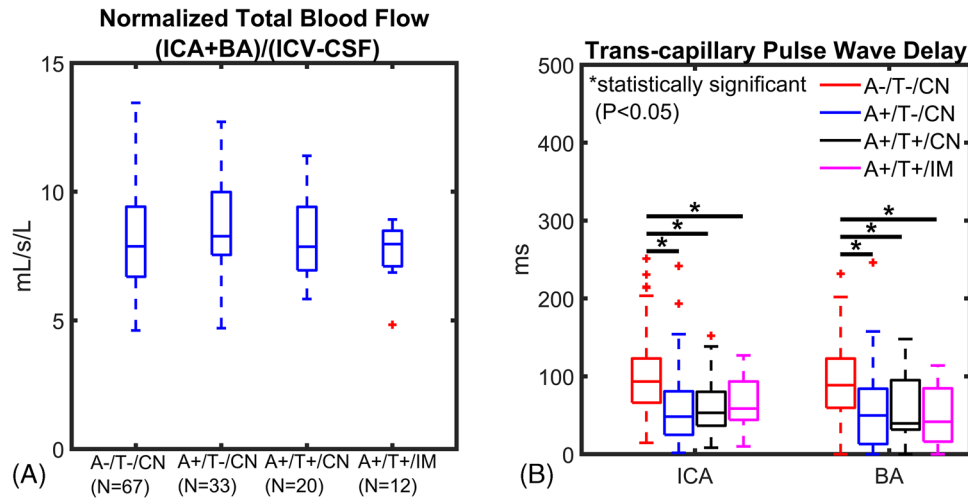 Normalized Total Blood Flow
(ICA+BA)/(ICV-CSF)
15
10
5
0
mL/s/L
A-/T-/CN
(N=67)
A+/T-/CN
(N=33)
A+/T+/CN
(N=20)
A+/T+/IM
(N=12)
(A)
Trans-capillary Pulse Wave Delay
500
400
300
200
100
0
ms
*statistically significant
(P<0.05)
A-/T-/CN
A+/T-/CN
A+/T+/CN
A+/T+/IM
*
*
*
*
*
*
ICA
BA
(B)